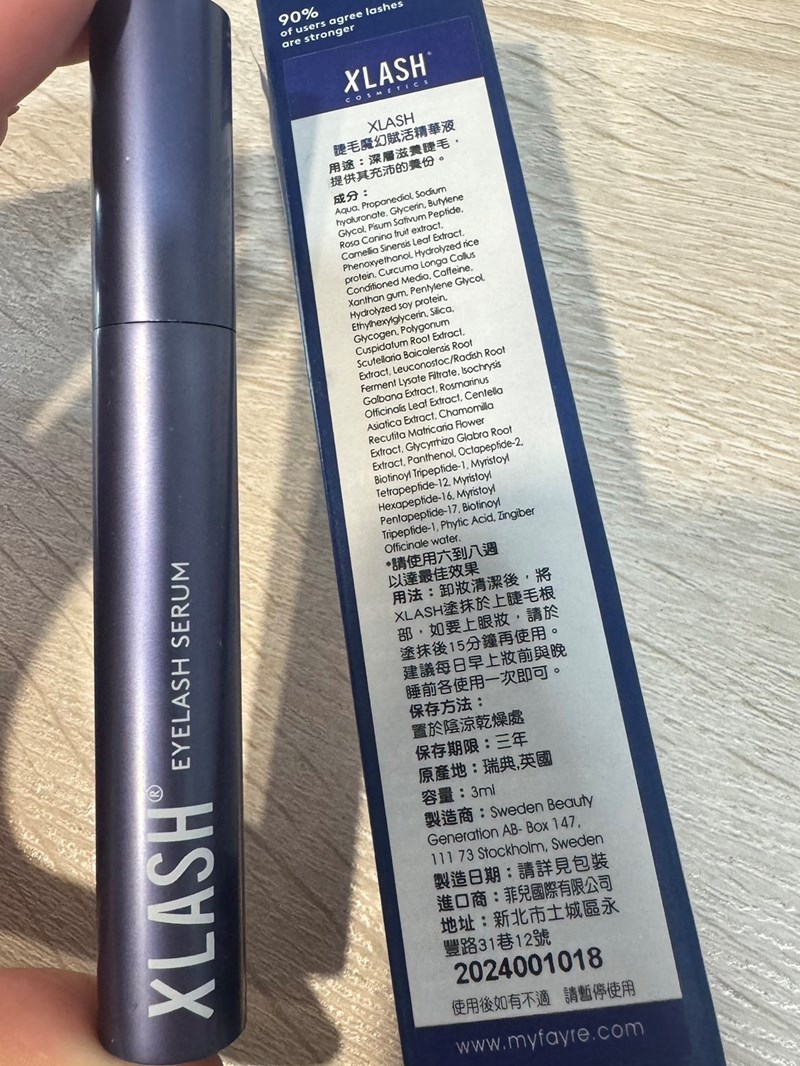 XLASH® EYELASH SERUM
90%
of users agree lashes
are stronger
XLASH®
COSMETICS
XLASH
睫毛魔幻賦活精華液
用途：深層滋養睫毛，
提供其充沛的養份。
成分：
Aqua, Propanediol, Sodium
hyaluronate, Glycerin, Butylene
Glycol, Pisum Sativum Peptide,
Rosa Canina fruit extract,
Camellia Sinensis Leaf Extract,
Phenoxyethanol, Hydrolyzed rice
protein, Curcuma Longa Callus
Conditioned Media, Caffeine,
Xanthan gum, Pentylene Glycol,
Hydrolyzed soy protein,
Ethylhexylglycerin, Silica,
Glycogen, Polygonum
Cuspidatum Root Extract,
Scutellaria Baicalensis Root
Extract, Leuconostoc/Radish Root
Ferment Lysate Filtrate, Isochrysis
Galbana Extract, Rosmarinus
Officinalis Leaf Extract, Centella
Asiatica Extract, Chamomilla
Recutita Matricaria Flower
Extract, Glycyrrhiza Glabra Root
Extract, Panthenol, Octapeptide-2,
Biotinoyl Tripeptide-1, Myristoyl
Tetrapeptide-12, Myristoyl
Hexapeptide-16, Myristoyl
Pentapeptide-17, Biotinoyl
Tripeptide-1, Phytic Acid, Zingiber
Officinale water.
*請使用六到八週
以達最佳效果
用法：卸妝清潔後，將
XLASH塗抹於上睫毛根
部，如要上眼妝，請於
塗抹後15分鐘再使用。
建議每日早上妝前與晚
睡前各使用一次即可。
保存方法：
置於陰涼乾燥處
保存期限：三年
原產地：瑞典,英國
容量：3ml
製造商：Sweden Beauty
Generation AB- Box 147,
111 73 Stockholm, Sweden
製造日期：請詳見包裝
進口商：菲兒國際有限公司
地址：新北市土城區永
豐路31巷12號
2024001018
使用後如有不適 請暫停使用
www.myfayre.com